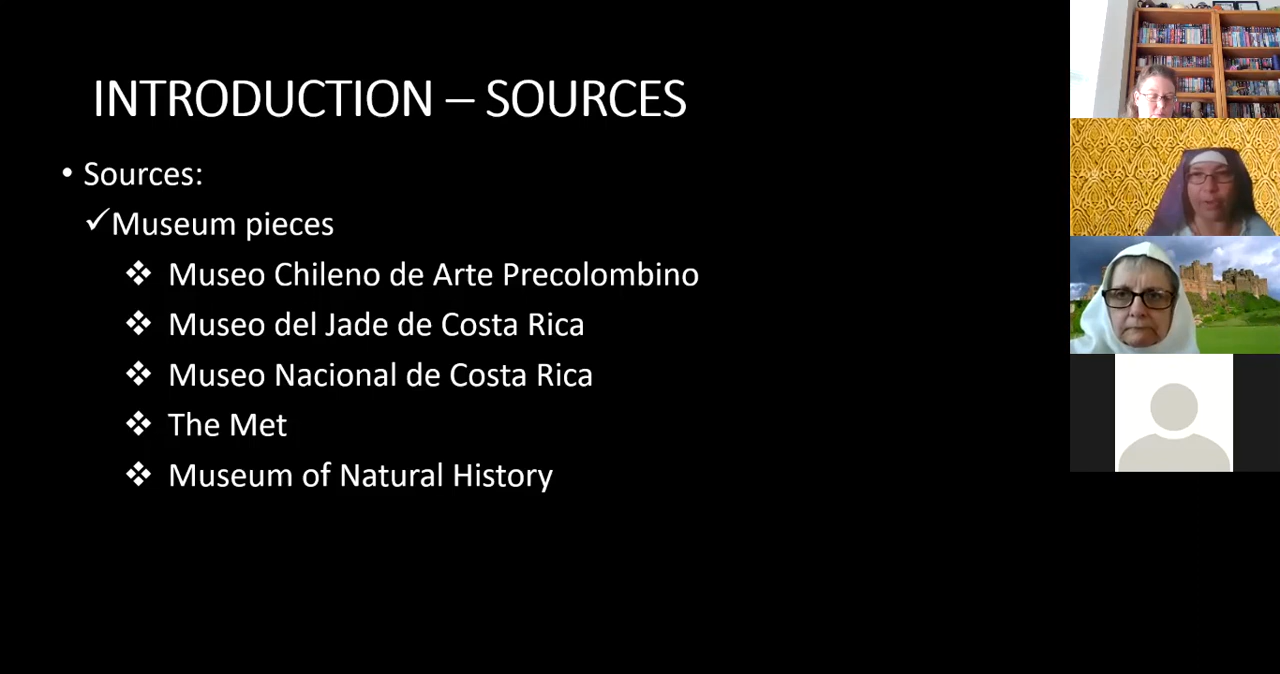 INTRODUCTION – SOURCES
• Sources:
✓Museum pieces
❖ Museo Chileno de Arte Precolombino
❖ Museo del Jade de Costa Rica
❖ Museo Nacional de Costa Rica
❖ The Met
❖ Museum of Natural History